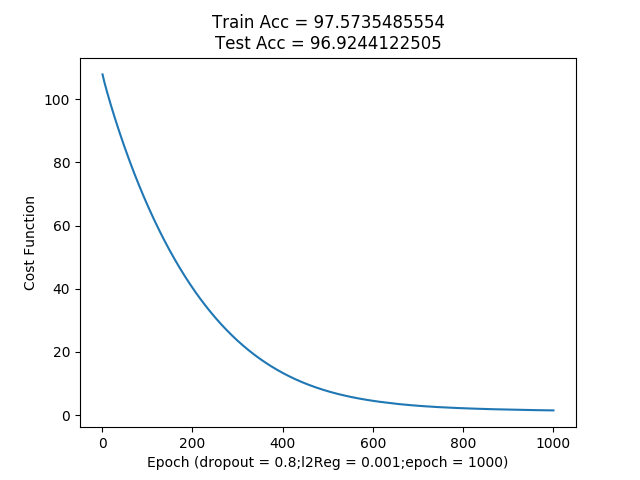 Train Acc = 97.5735485554
Test Acc = 96.9244122505
100
80
60
40
20
0
Cost Function
0 200 400 600 800 1000
Epoch (dropout = 0.8;l2Reg = 0.001;epoch = 1000)